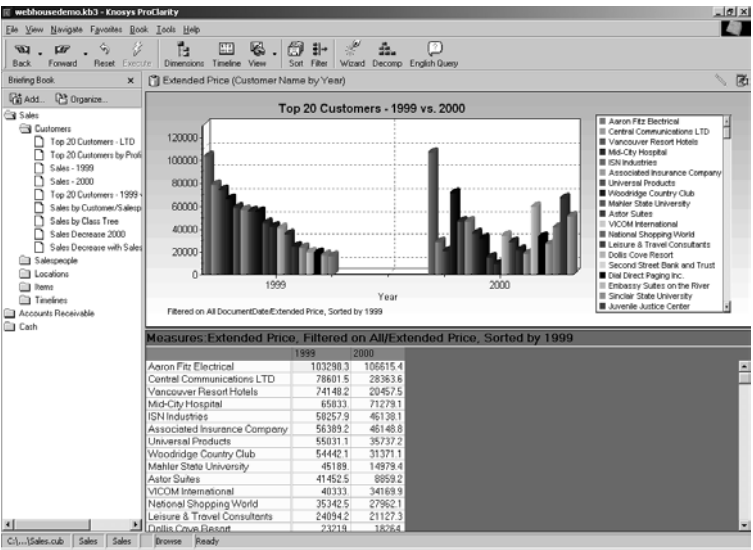 webhousedemo.kb3 - Knosys ProClarity
File View Navigate Favorites Book Tools Help
Back Forward Reset Execute Dimensions Timeline View Sort Filter Wizard Decomp English Query
Briefing Book
Extended Price (Customer Name by Year)
Add... Organize...
Sales
Customers
Top 20 Customers - LTD
Top 20 Customers by Profi
Sales - 1999
Sales - 2000
Top 20 Customers - 1999
Sales by Customer/Salesp
Sales by Class Tree
Sales Decrease 2000
Sales Decrease with Sales
Salespeople
Locations
Items
Timelines
Accounts Receivable
Cash
Top 20 Customers - 1999 vs. 2000
120000
100000
80000
60000
40000
20000
0
1999 2000
Year
Filtered on All DocumentDate/Extended Price, Sorted by 1999
Aaron Fitz Electrical
Central Communications LTD
Vancouver Resort Hotels
Mid-City Hospital
ISN Industries
Associated Insurance Company
Universal Products
Woodridge Country Club
Mahler State University
Astor Suites
VICOM International
National Shopping World
Leisure & Travel Consultants
Dollis Cove Resort
Second Street Bank and Trust
Dial Direct Paging Inc.
Embassy Suites on the River
Sinclair State University
Juvenile Justice Center
Measures:Extended Price, Filtered on All/Extended Price, Sorted by 1999
1999 2000
Aaron Fitz Electrical 103298.3 106615.4
Central Communications LTD 78601.5 28363.6
Vancouver Resort Hotels 74148.2 20457.5
Mid-City Hospital 65833. 71279.1
ISN Industries 58257.9 46138.1
Associated Insurance Company 56389.2 46148.8
Universal Products 55031.1 35737.2
Woodridge Country Club 54442.1 31371.1
Mahler State University 45189. 14979.4
Astor Suites 41452.5 8859.2
VICOM International 40333. 34169.9
National Shopping World 35342.5 27962.1
Leisure & Travel Consultants 24094.2 21127.3
Dollis Cove Resort 23219. 18264.
C:\...\Sales.cub Sales Sales Browse Ready